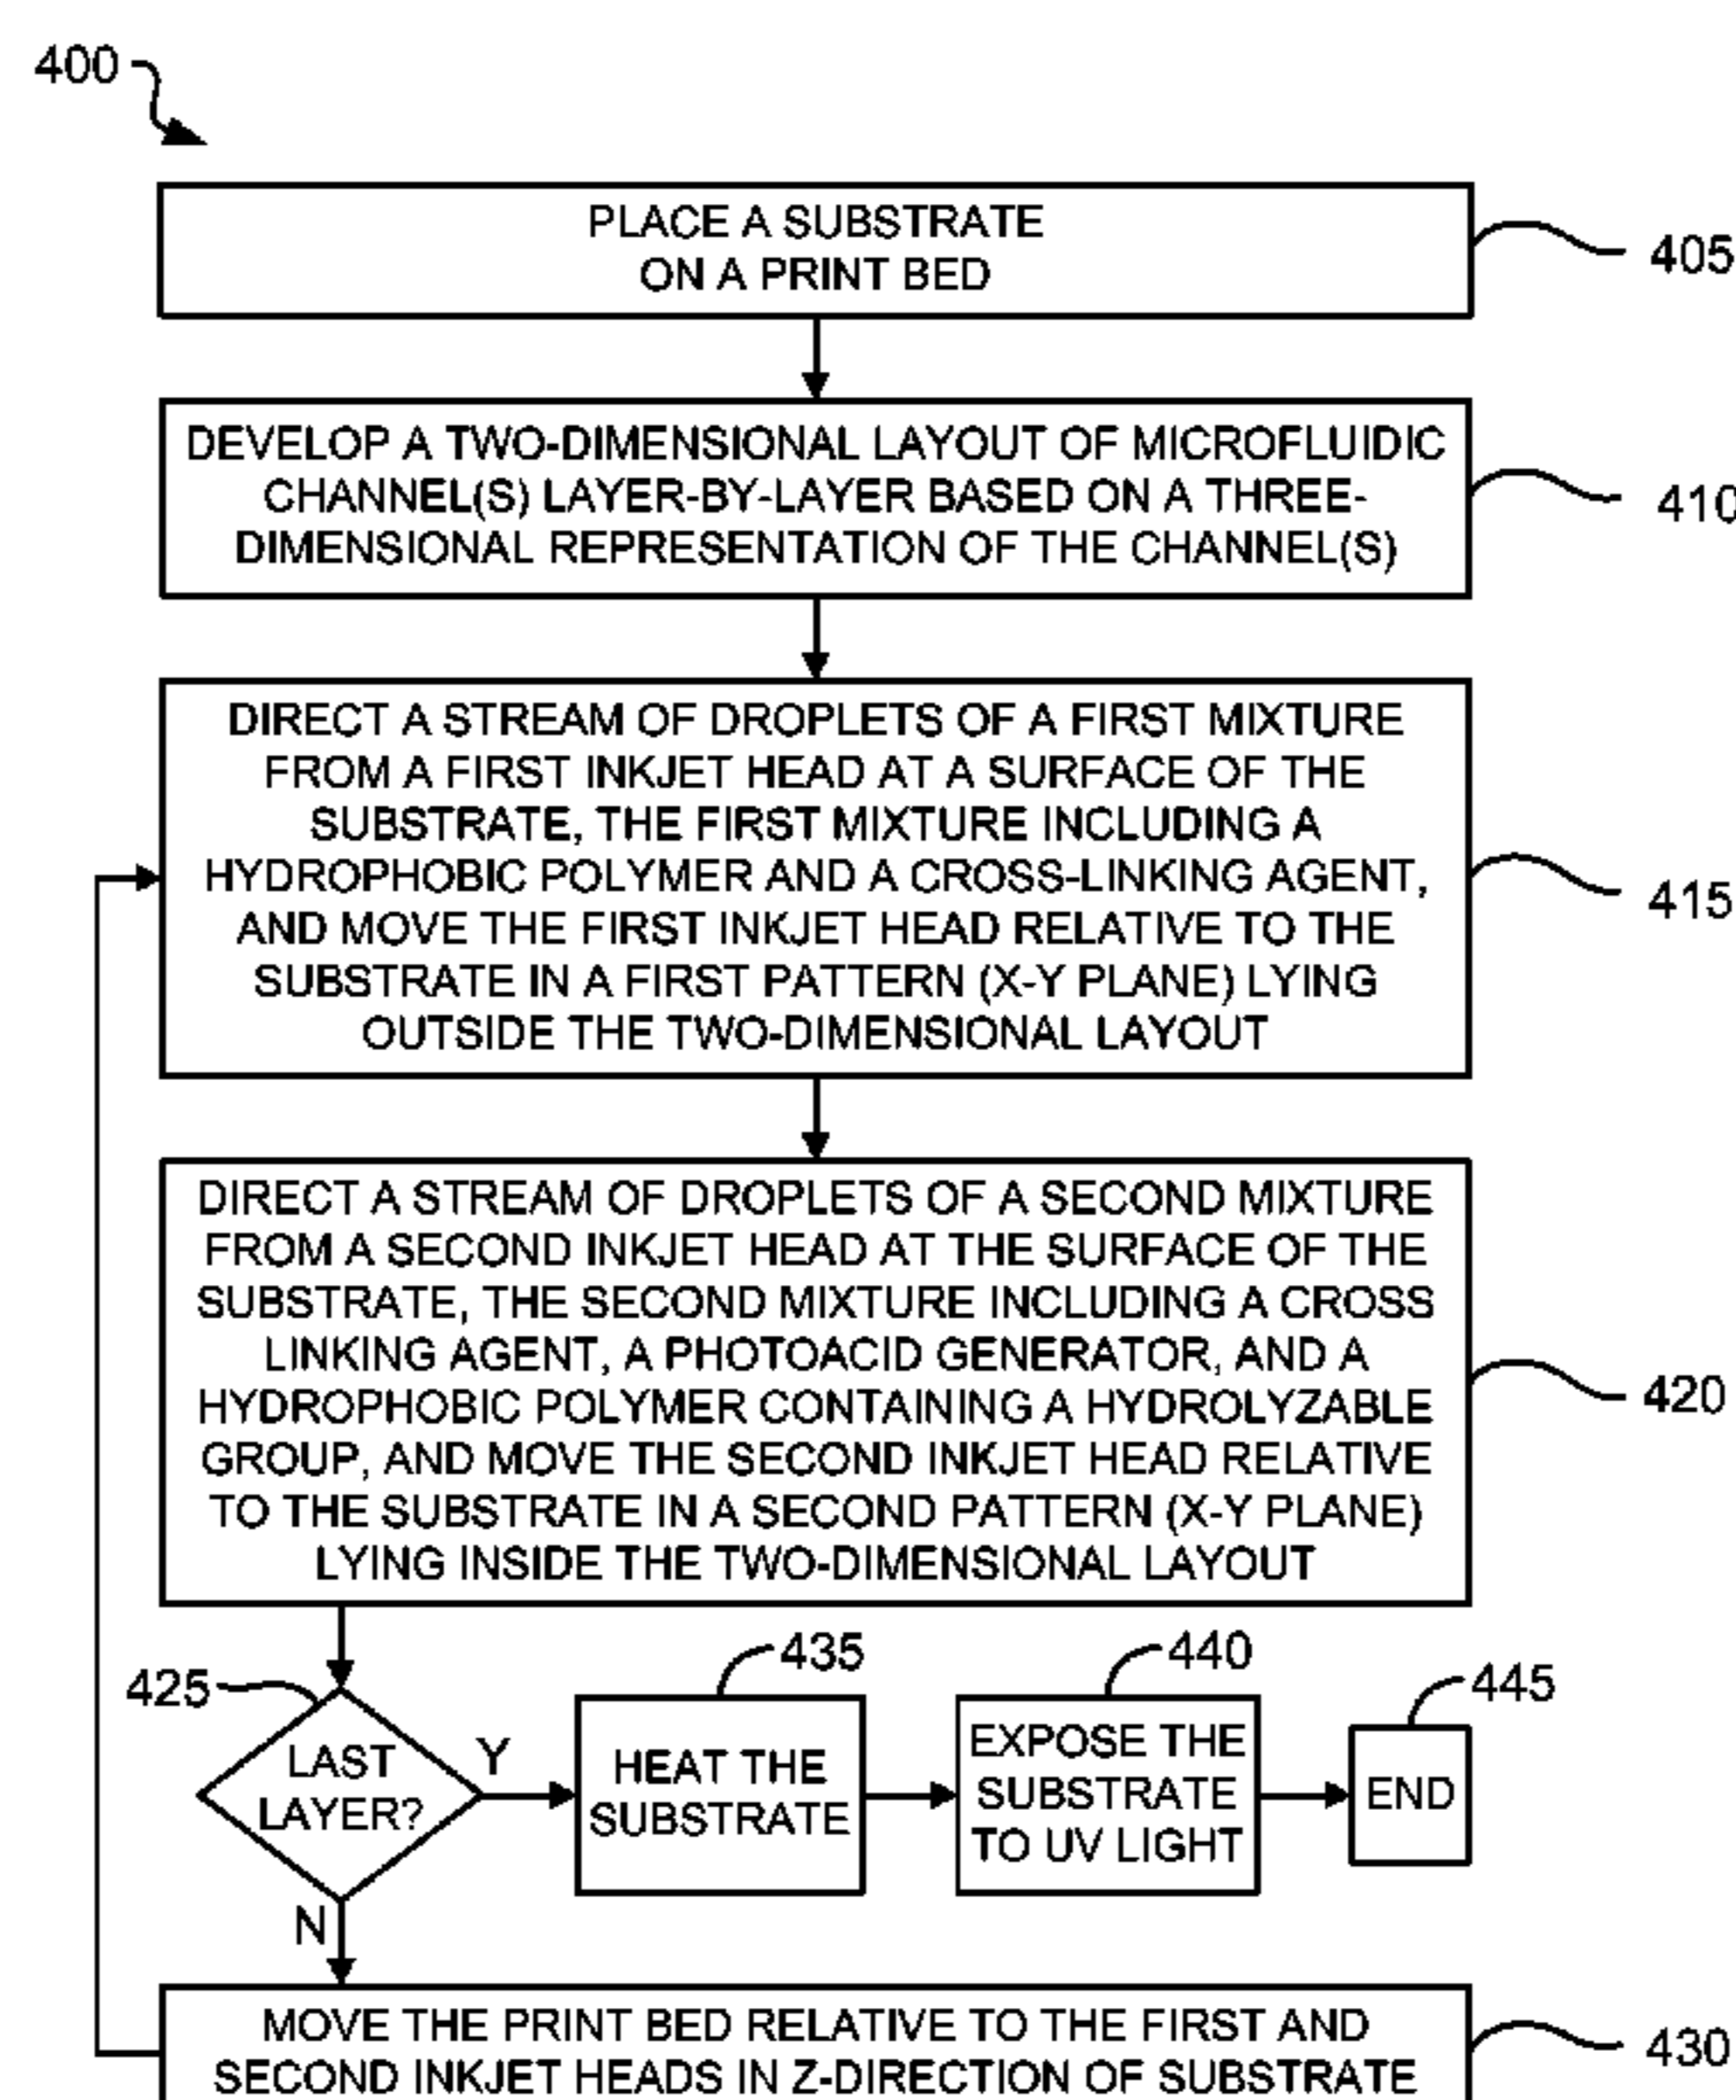 400
PLACE A SUBSTRATE
ON A PRINT BED
405
DEVELOP A TWO-DIMENSIONAL LAYOUT OF MICROFLUIDIC
CHANNEL(S) LAYER-BY-LAYER BASED ON A THREE-
DIMENSIONAL REPRESENTATION OF THE CHANNEL(S)
410
DIRECT A STREAM OF DROPLETS OF A FIRST MIXTURE
FROM A FIRST INKJET HEAD AT A SURFACE OF THE
SUBSTRATE, THE FIRST MIXTURE INCLUDING A
HYDROPHOBIC POLYMER AND A CROSS-LINKING AGENT,
AND MOVE THE FIRST INKJET HEAD RELATIVE TO THE
SUBSTRATE IN A FIRST PATTERN (X-Y PLANE) LYING
OUTSIDE THE TWO-DIMENSIONAL LAYOUT
415
DIRECT A STREAM OF DROPLETS OF A SECOND MIXTURE
FROM A SECOND INKJET HEAD AT THE SURFACE OF THE
SUBSTRATE, THE SECOND MIXTURE INCLUDING A CROSS
LINKING AGENT, A PHOTOACID GENERATOR, AND A
HYDROPHOBIC POLYMER CONTAINING A HYDROLYZABLE
GROUP, AND MOVE THE SECOND INKJET HEAD RELATIVE
TO THE SUBSTRATE IN A SECOND PATTERN (X-Y PLANE)
LYING INSIDE THE TWO-DIMENSIONAL LAYOUT
420
425
LAST
LAYER?
Y
N
435
HEAT THE
SUBSTRATE
440
EXPOSE THE
SUBSTRATE
TO UV LIGHT
445
END
MOVE THE PRINT BED RELATIVE TO THE FIRST AND
SECOND INKJET HEADS IN Z-DIRECTION OF SUBSTRATE
430